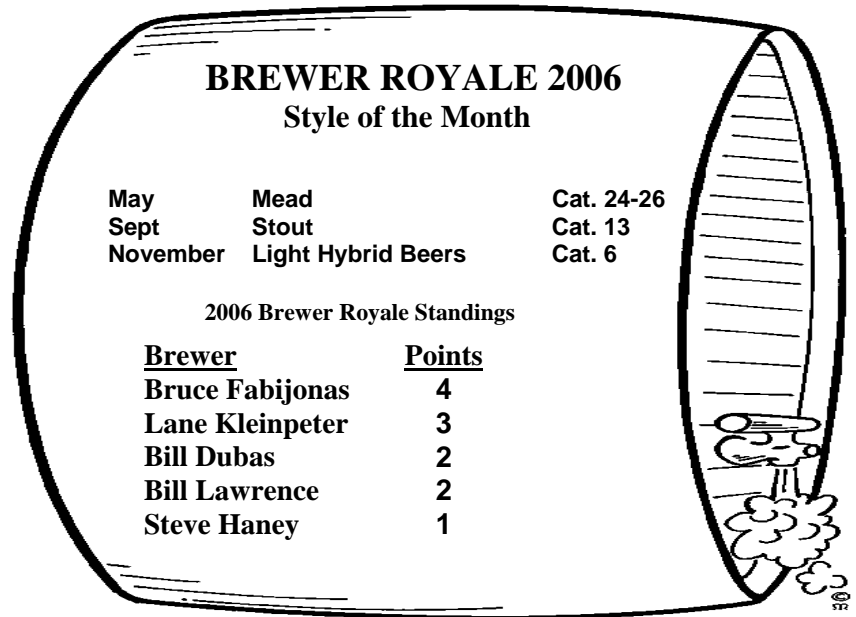 BREWER ROYALE 2006
Style of the Month
May Mead Cat. 24-26
Sept Stout Cat. 13
November Light Hybrid Beers Cat. 6
2006 Brewer Royale Standings
Brewer Points
Bruce Fabijonas 4
Lane Kleinpeter 3
Bill Dubas 2
Bill Lawrence 2
Steve Haney 1
©